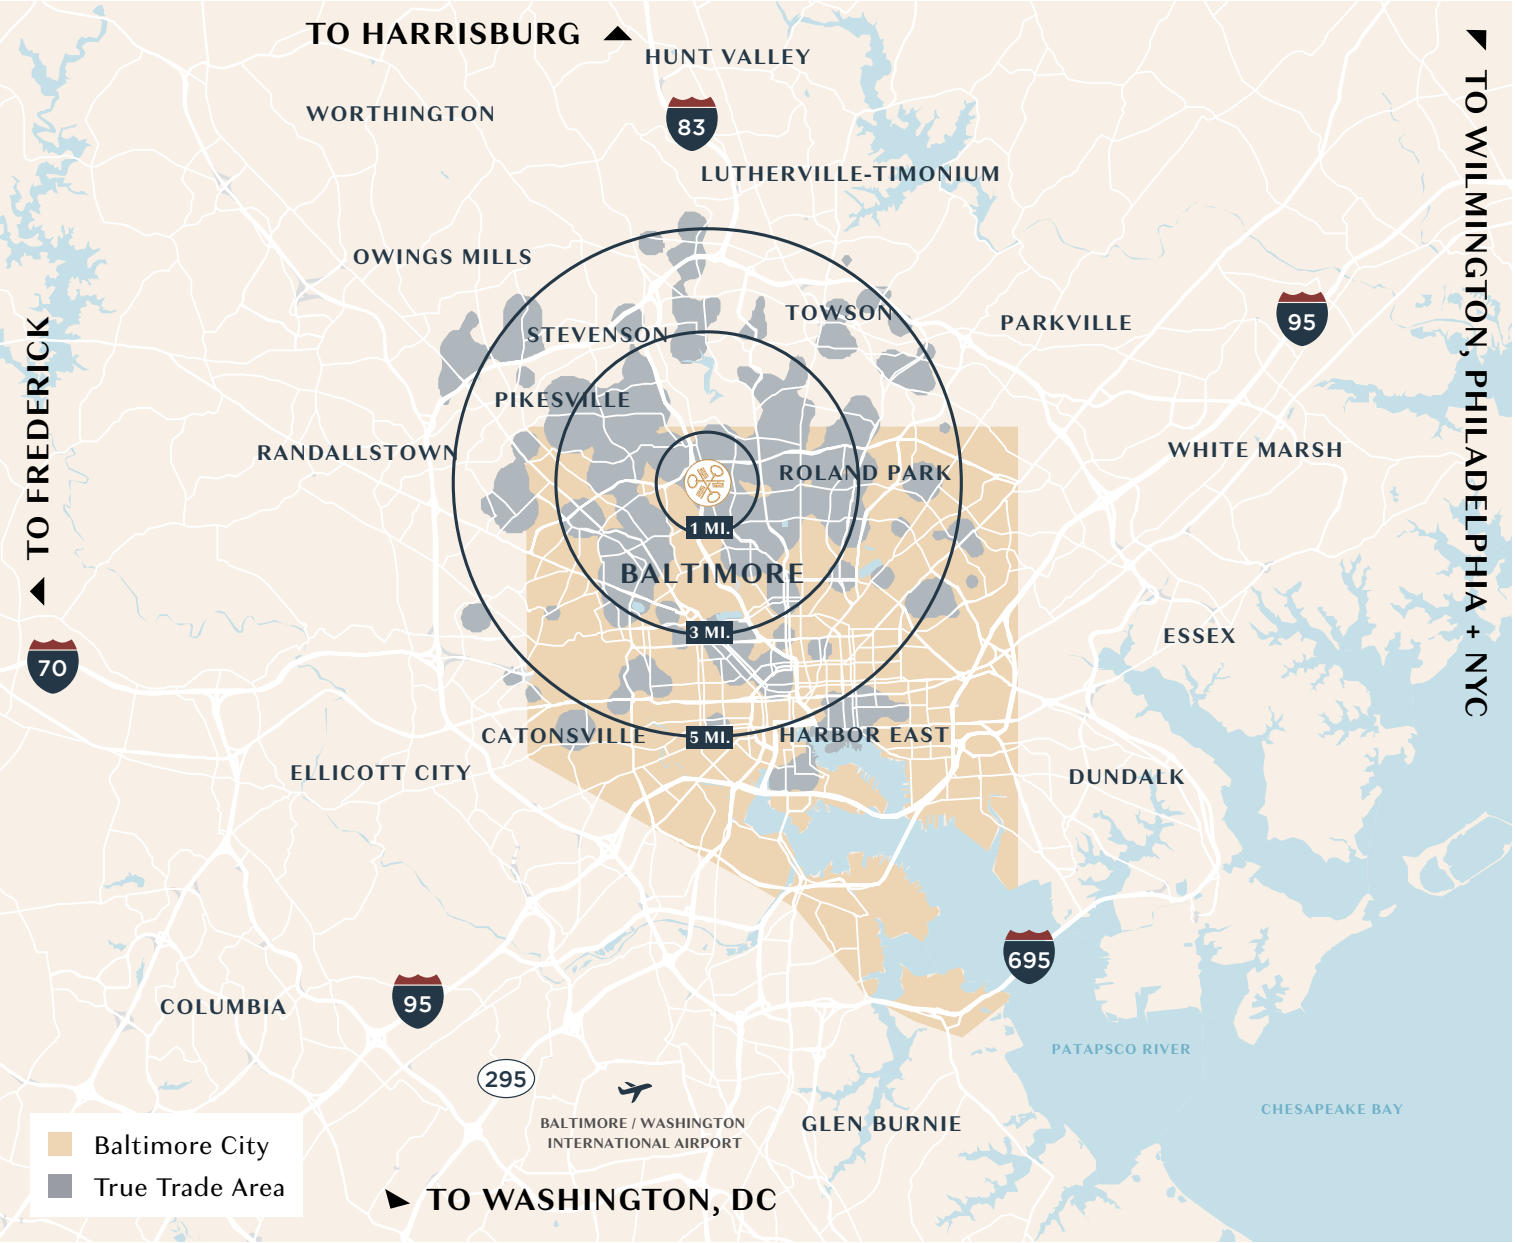 TO HARRISBURG
HUNT VALLEY
WORTHINGTON
83
LUTHERVILLE-TIMONIUM
TO WILMINGTON, PHILADELPHIA + NYC
OWINGS MILLS
TOWSON
PARKVILLE
95
STEVENSON
TO FREDERICK
PIKESVILLE
RANDALLSTOWN
WHITE MARSH
ROLAND PARK
1 MI.
BALTIMORE
3 MI.
ESSEX
70
CATONSVILLE
5 MI.
HARBOR EAST
ELLICOTT CITY
DUNDALK
695
COLUMBIA
95
PATAPSCO RIVER
295
CHESAPEAKE BAY
BALTIMORE / WASHINGTON
INTERNATIONAL AIRPORT
GLEN BURNIE
Baltimore City
True Trade Area
TO WASHINGTON, DC